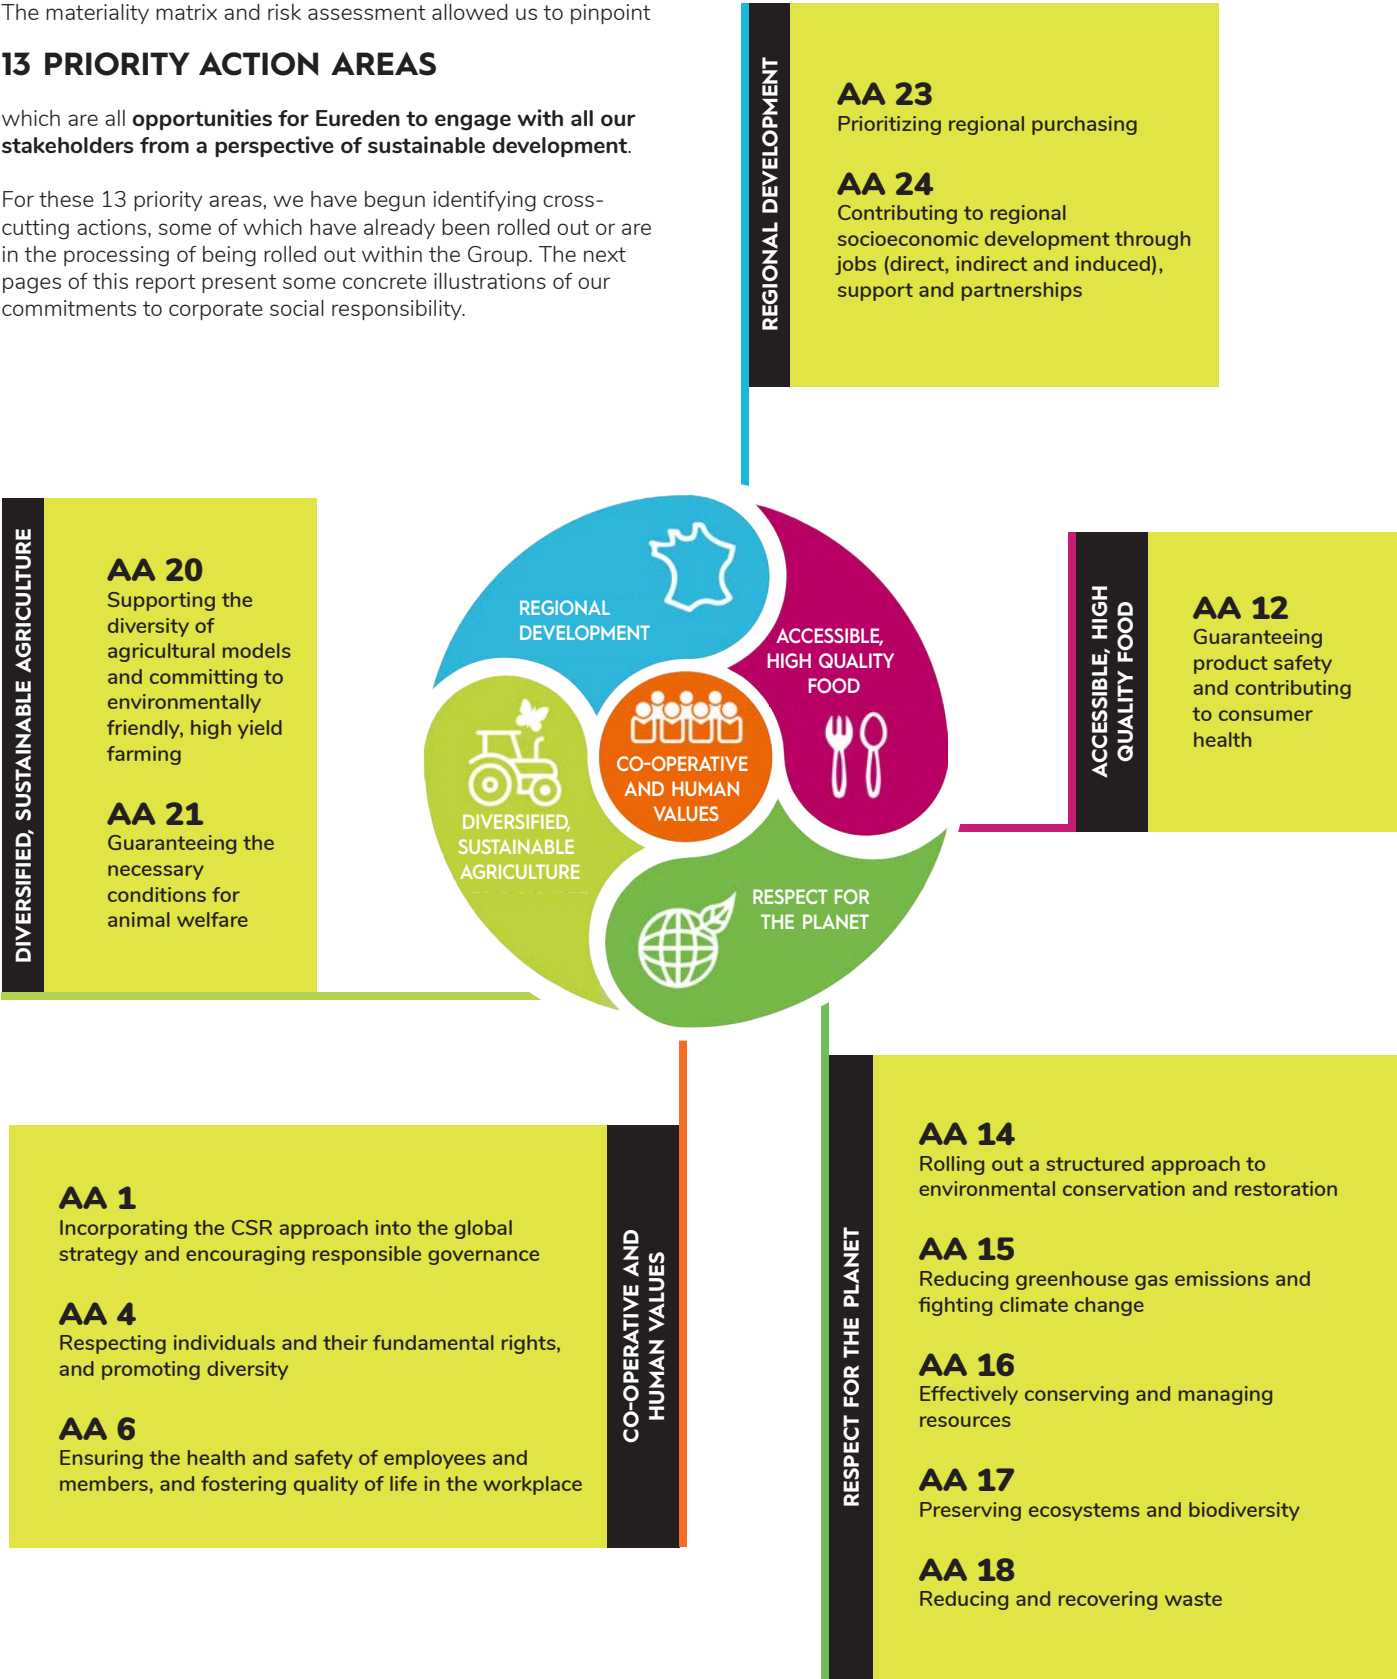 The materiality matrix and risk assessment allowed us to pinpoint
13 PRIORITY ACTION AREAS
which are all opportunities for Eureden to engage with all our
stakeholders from a perspective of sustainable development.
For these 13 priority areas, we have begun identifying cross-
cutting actions, some of which have already been rolled out or are
in the processing of being rolled out within the Group. The next
pages of this report present some concrete illustrations of our
commitments to corporate social responsibility.
REGIONAL DEVELOPMENT
AA 23
Prioritizing regional purchasing
AA 24
Contributing to regional
socioeconomic development through
jobs (direct, indirect and induced),
support and partnerships
DIVERSIFIED, SUSTAINABLE AGRICULTURE
AA 20
Supporting the
diversity of
agricultural models
and committing to
environmentally
friendly, high yield
farming
AA 21
Guaranteeing the
necessary
conditions for
animal welfare
REGIONAL
DEVELOPMENT
ACCESSIBLE,
HIGH QUALITY
FOOD
CO-OPERATIVE
AND HUMAN
VALUES
DIVERSIFIED,
SUSTAINABLE
AGRICULTURE
RESPECT FOR
THE PLANET
ACCESSIBLE, HIGH
QUALITY FOOD
AA 12
Guaranteeing
product safety
and contributing
to consumer
health
AA 1
Incorporating the CSR approach into the global
strategy and encouraging responsible governance
AA 4
Respecting individuals and their fundamental rights,
and promoting diversity
AA 6
Ensuring the health and safety of employees and
members, and fostering quality of life in the workplace
CO-OPERATIVE AND
HUMAN VALUES
RESPECT FOR THE PLANET
AA 14
Rolling out a structured approach to
environmental conservation and restoration
AA 15
Reducing greenhouse gas emissions and
fighting climate change
AA 16
Effectively conserving and managing
resources
AA 17
Preserving ecosystems and biodiversity
AA 18
Reducing and recovering waste